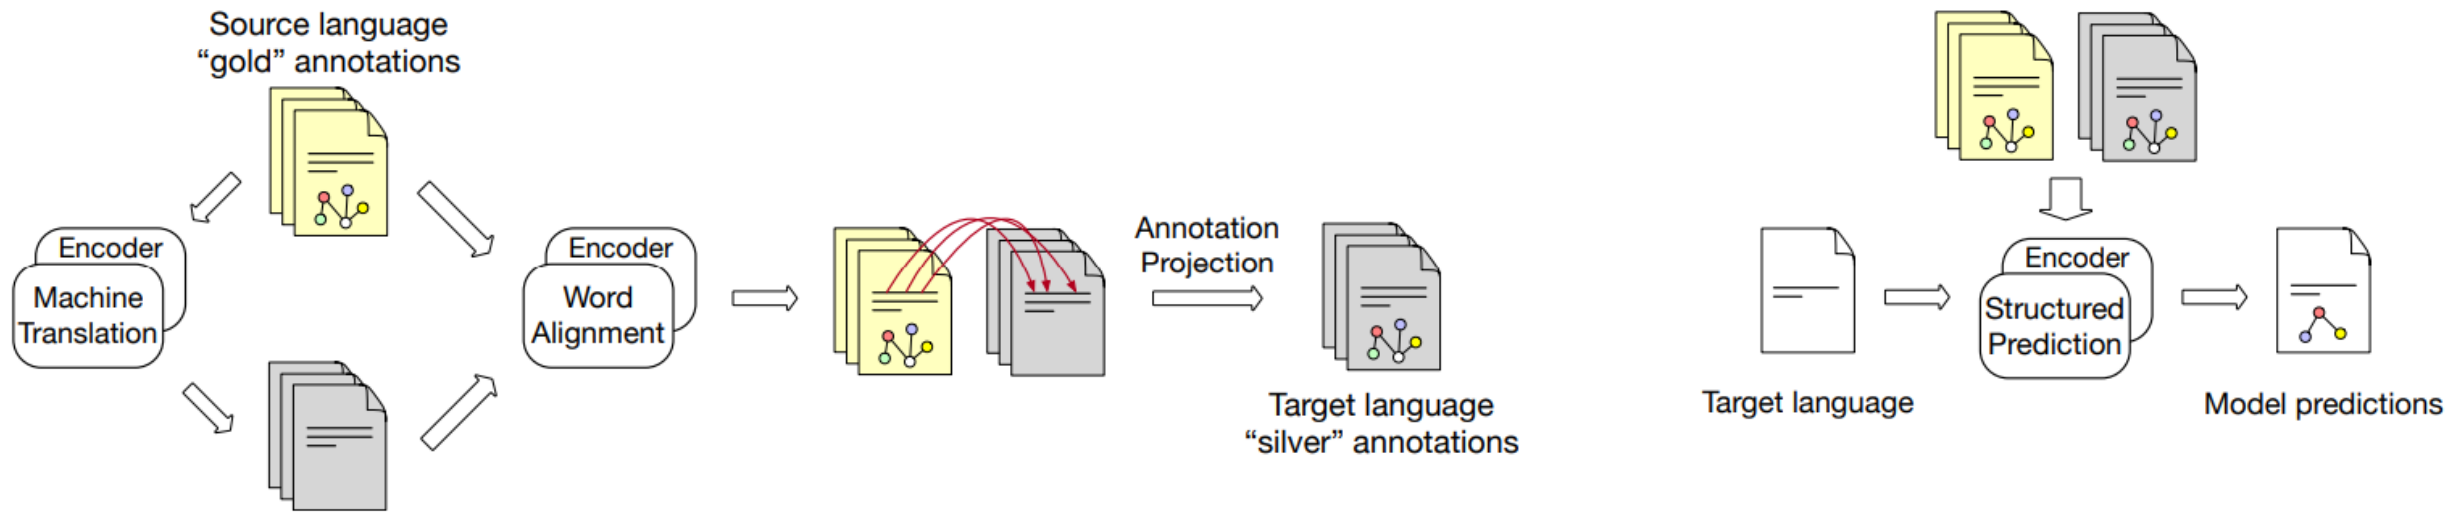 Source language
“gold” annotations
Encoder
Machine
Translation
Encoder
Word
Alignment
Annotation
Projection
Target language
“silver” annotations
Target language
Encoder
Structured
Prediction
Model predictions